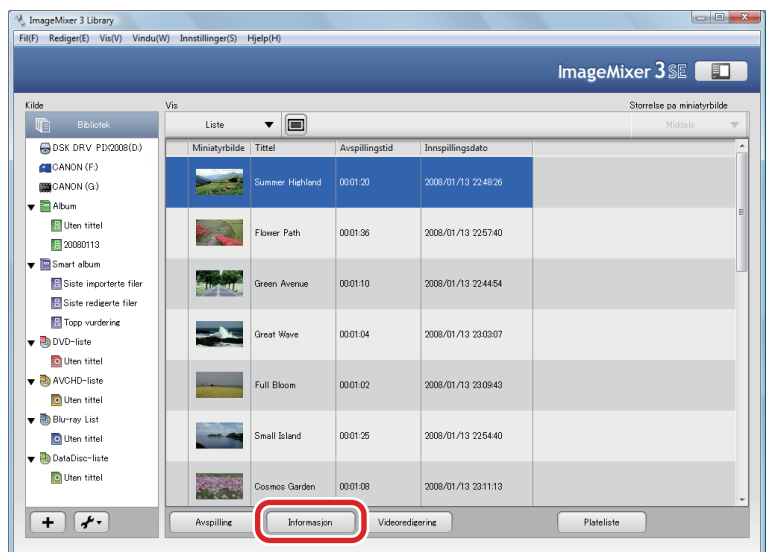 ImageMixer 3 Library
Fil(F) Rediger(E) Vis(V) Vindu(W) Innstillinger(S) Hjelp(H)
ImageMixer 3 SE
Kilde
Bibliotek
DSK DRV PIX2008(D:)
CANON (F:)
CANON (G:)
Album
Uten tittel
20080113
Smart album
Siste importerte filer
Siste redigerte filer
Topp vurdering
DVD-liste
Uten tittel
AVCHD-liste
Uten tittel
Blu-ray List
Uten tittel
DataDisc-liste
Uten tittel
Vis
Storrelse pa miniatyrbilde
Liste
Middels
Miniatyrbilde Tittel Avspillingstid Innspillingsdato
Summer Highland 00:01:20 2008/01/13 22:48:26
Flower Path 00:01:36 2008/01/13 22:57:40
Green Avenue 00:01:10 2008/01/13 22:44:54
Great Wave 00:01:04 2008/01/13 23:03:07
Full Bloom 00:01:02 2008/01/13 23:09:43
Small Island 00:01:25 2008/01/13 22:54:40
Cosmos Garden 00:01:08 2008/01/13 23:11:13
Avspilling Informasjon Videoredigering Plateliste